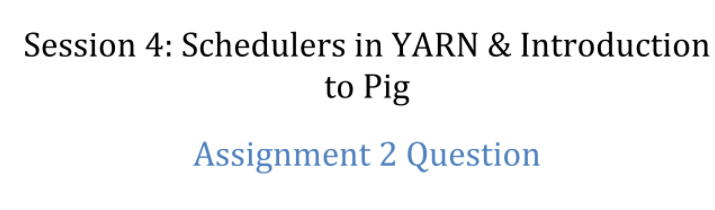 Session 4: Schedulers in YARN & Introduction
to Pig
Assignment 2 Question